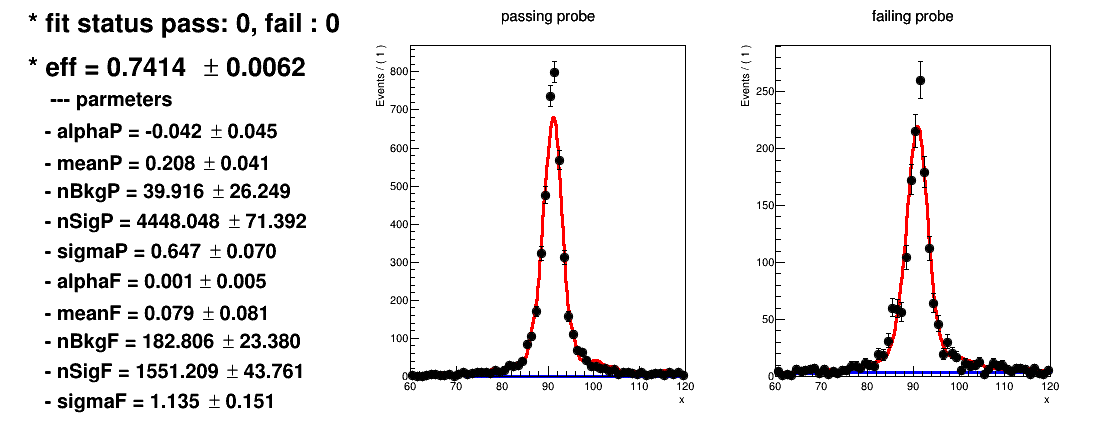 * fit status pass: 0, fail : 0
* eff = 0.7414 ± 0.0062
--- parmeters
- alphaP = -0.042 ± 0.045
- meanP = 0.208 ± 0.041
- nBkgP = 39.916 ± 26.249
- nSigP = 4448.048 ± 71.392
- sigmaP = 0.647 ± 0.070
- alphaF = 0.001 ± 0.005
- meanF = 0.079 ± 0.081
- nBkgF = 182.806 ± 23.380
- nSigF = 1551.209 ± 43.761
- sigmaF = 1.135 ± 0.151
passing probe
Events / ( 1 )
800
700
600
500
400
300
200
100
0
60 70 80 90 100 110 120
x
failing probe
Events / ( 1 )
250
200
150
100
50
0
60 70 80 90 100 110 120
x